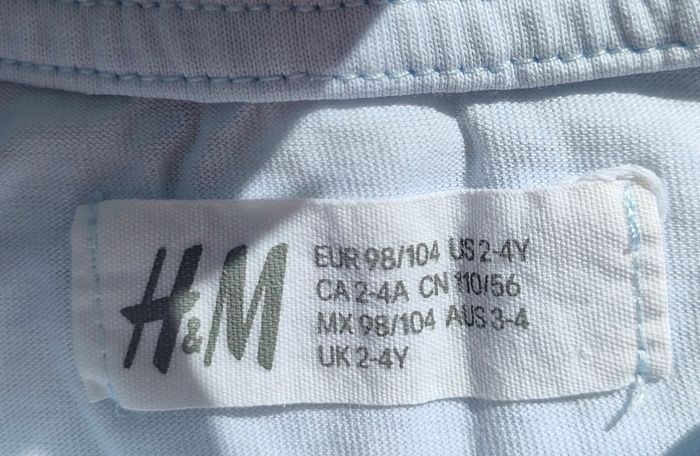 H&M
EUR 98/104 US 2-4Y
CA 2-4A CN 110/56
MX 98/104 AUS 3-4
UK 2-4Y